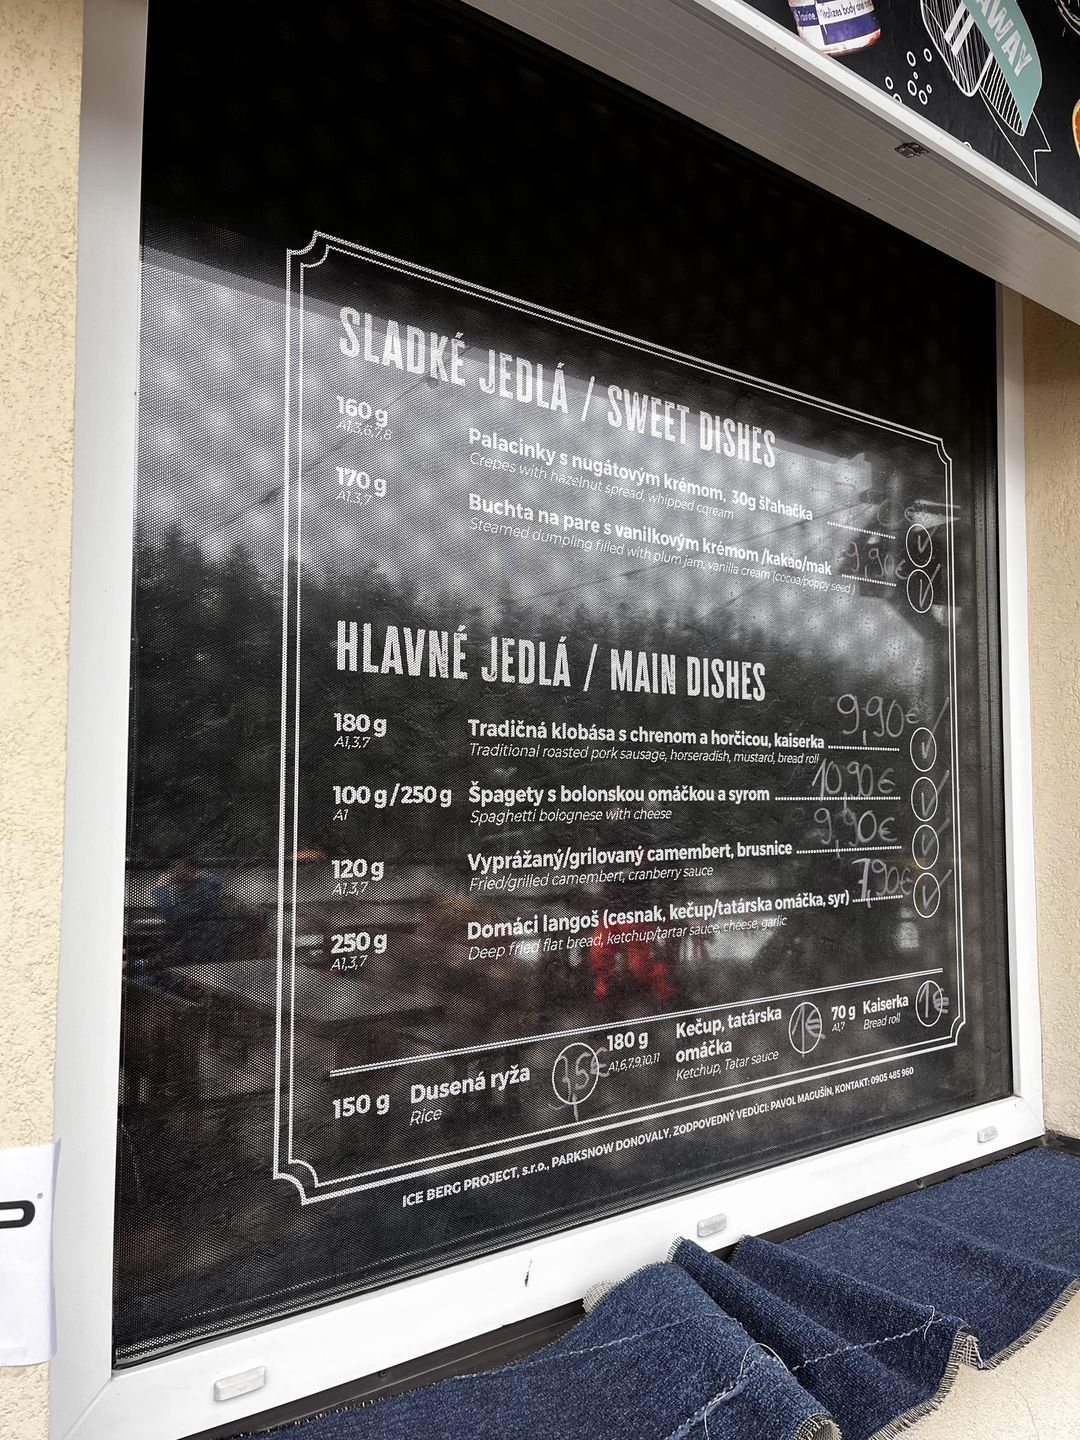 AWAY
SLADKÉ JEDLÁ / SWEET DISHES
160 g
A1,3,6,7,8
Palacinky s nugátovým krémom, 30g šľahačka
Crepes with hazelnut spread, whipped cqream
170 g
A1,3,7
Buchta na pare s vanilkovým krémom /kakao/mak 9,90€
Steamed dumpling filled with plum jam, vanilla cream (cocoa/poppy seed)
HLAVNÉ JEDLÁ / MAIN DISHES
180 g
A1,3,7
Tradičná klobása s chrenom a horčicou, kaiserka 9,90€
Traditional roasted pork sausage, horseradish, mustard, bread roll
100 g / 250 g
A1
Špagety s bolonskou omáčkou a syrom 10,90€
Spaghetti bolognese with cheese
120 g
A1,3,7
Vyprážaný/grilovaný camembert, brusnice 9,90€
Fried/grilled camembert, cranberry sauce
250 g
A1,3,7
Domáci langoš (cesnak, kečup/tatárska omáčka, syr) 7,90€
Deep fried flat bread, ketchup/tartar sauce, cheese, garlic
150 g Dusená ryža 1,5€
Rice
180 g
A1,6,7,9,10,11
Kečup, tatárska
omáčka 1€
Ketchup, Tatar sauce
70 g Kaiserka 1€
A1,7 Bread roll
ICE BERG PROJECT, s.r.o., PARKSNOW DONOVALY, ZODPOVEDNÝ VEDÚCI: PAVOL MAGUŠIN, KONTAKT: 0905 485 960